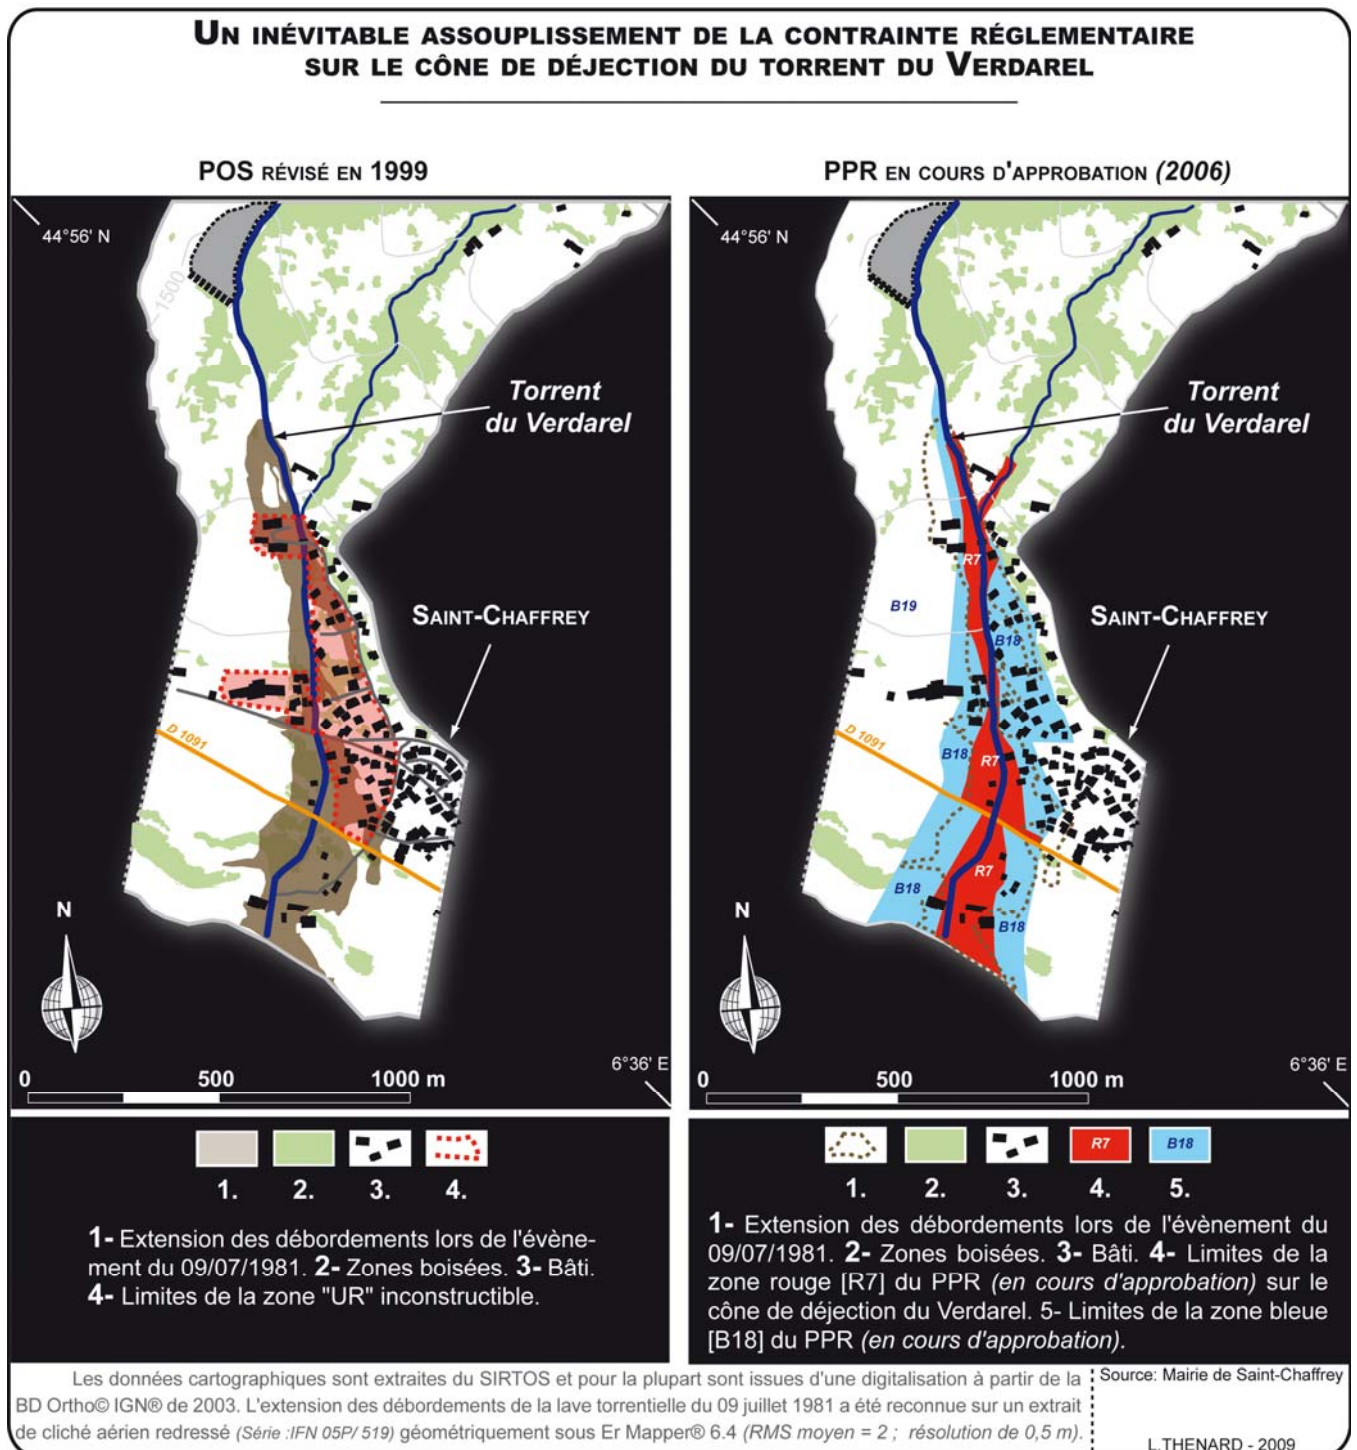 UN INÉVITABLE ASSOUPLISSEMENT DE LA CONTRAINTE RÉGLEMENTAIRE
SUR LE CÔNE DE DÉJECTION DU TORRENT DU VERDAREL
POS RÉVISÉ EN 1999
44°56' N
1500
Torrent
du Verdarel
SAINT-CHAFFREY
D 1091
N
6°36' E
0 500 1000 m
1. 2. 3. 4.
1- Extension des débordements lors de l'évène-
ment du 09/07/1981. 2- Zones boisées. 3- Bâti.
4- Limites de la zone "UR" inconstructible.
PPR EN COURS D'APPROBATION (2006)
44°56' N
Torrent
du Verdarel
R7
B19
B18
SAINT-CHAFFREY
D 1091
B18
R7
R7
B18
B18
N
6°36' E
0 500 1000 m
R7 B18
1. 2. 3. 4. 5.
1- Extension des débordements lors de l'évènement du
09/07/1981. 2- Zones boisées. 3- Bâti. 4- Limites de la
zone rouge [R7] du PPR (en cours d'approbation) sur le
cône de déjection du Verdarel. 5- Limites de la zone bleue
[B18] du PPR (en cours d'approbation).
Les données cartographiques sont extraites du SIRTOS et pour la plupart sont issues d'une digitalisation à partir de la
BD Ortho© IGN® de 2003. L'extension des débordements de la lave torrentielle du 09 juillet 1981 a été reconnue sur un extrait
de cliché aérien redressé (Série :IFN 05P/ 519) géométriquement sous Er Mapper® 6.4 (RMS moyen = 2 ; résolution de 0,5 m).
Source: Mairie de Saint-Chaffrey
L.THENARD - 2009